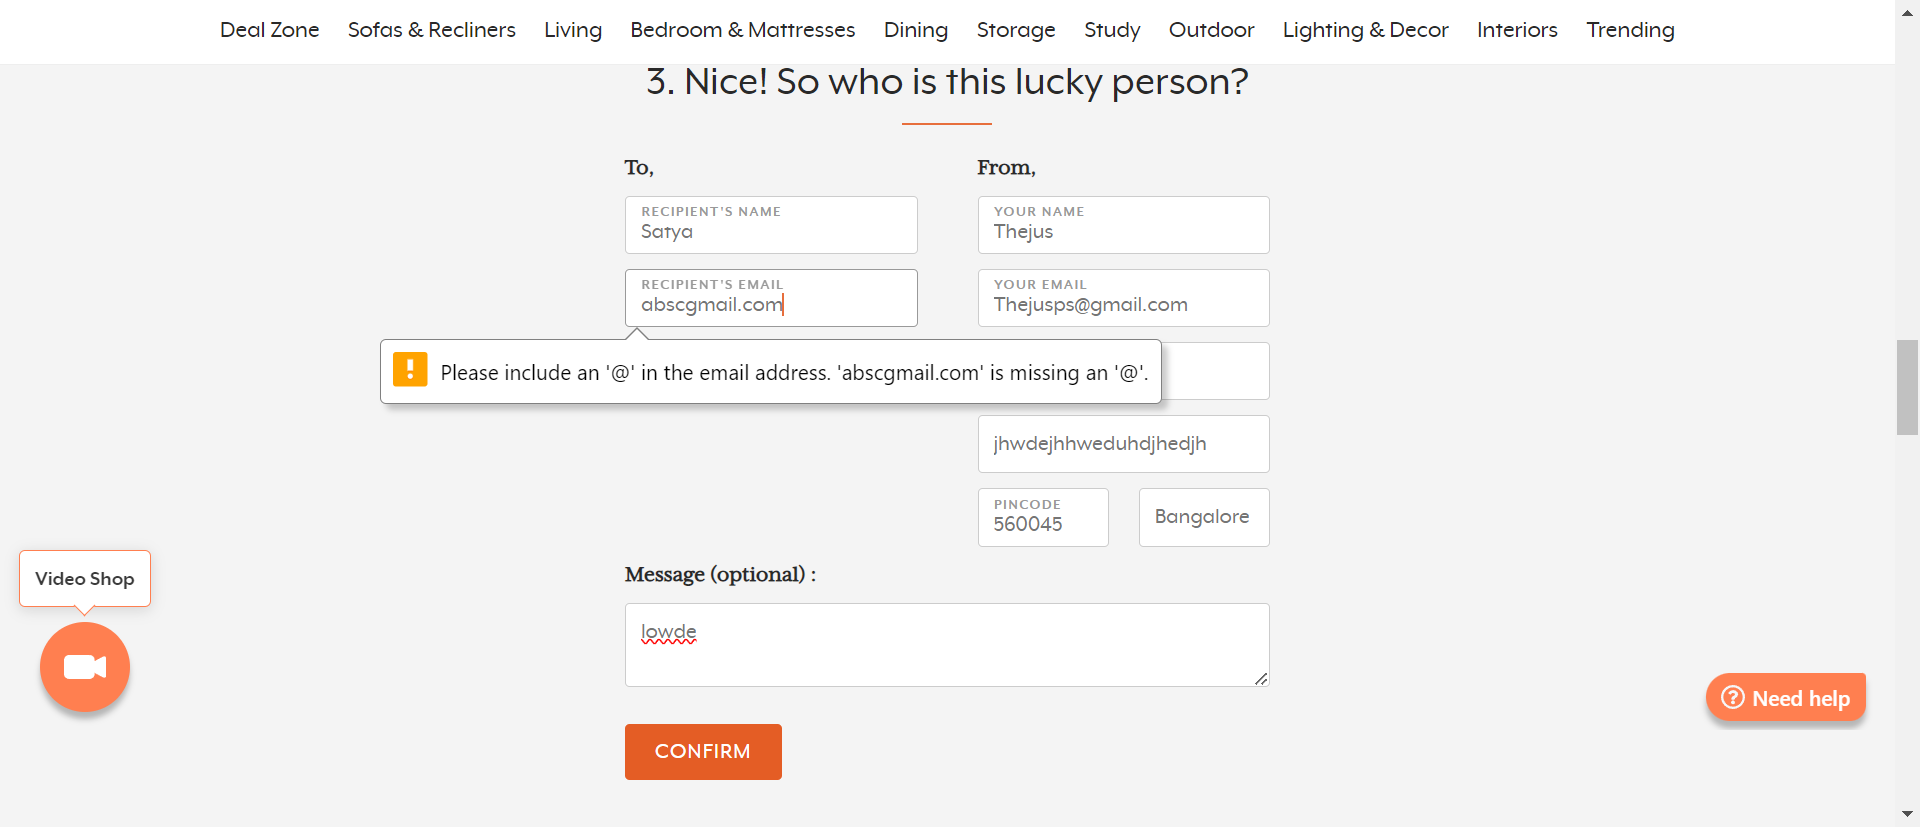 Deal Zone Sofas & Recliners Living Bedroom & Mattresses Dining Storage Study Outdoor Lighting & Decor Interiors Trending
3. Nice! So who is this lucky person?
To,
From,
RECIPIENT'S NAME
Satya
YOUR NAME
Thejus
RECIPIENT'S EMAIL
abscgmail.com
YOUR EMAIL
Thejusps@gmail.com
Please include an '@' in the email address. 'abscgmail.com' is missing an '@'.
jhwdejhhweduhdjhedjh
PINCODE
560045
Bangalore
Message (optional) :
lowde
CONFIRM
Video Shop
Need help